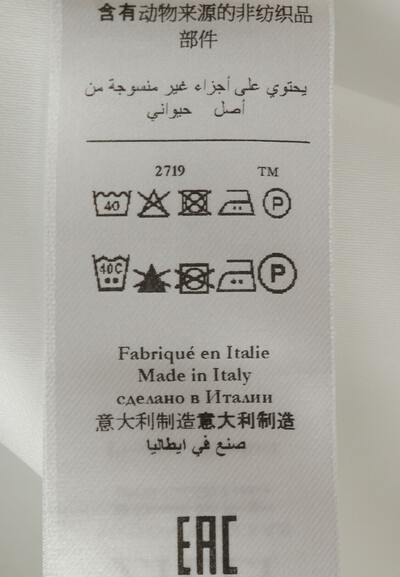 含有动物来源的非纺织品
部件
يحتوي على أجزاء غير منسوجة من
أصل حيواني
2719 TM
40 P
40C P
Fabriqué en Italie
Made in Italy
сделано в Италии
意大利制造意大利制造
صنع في ايطاليا
EAC